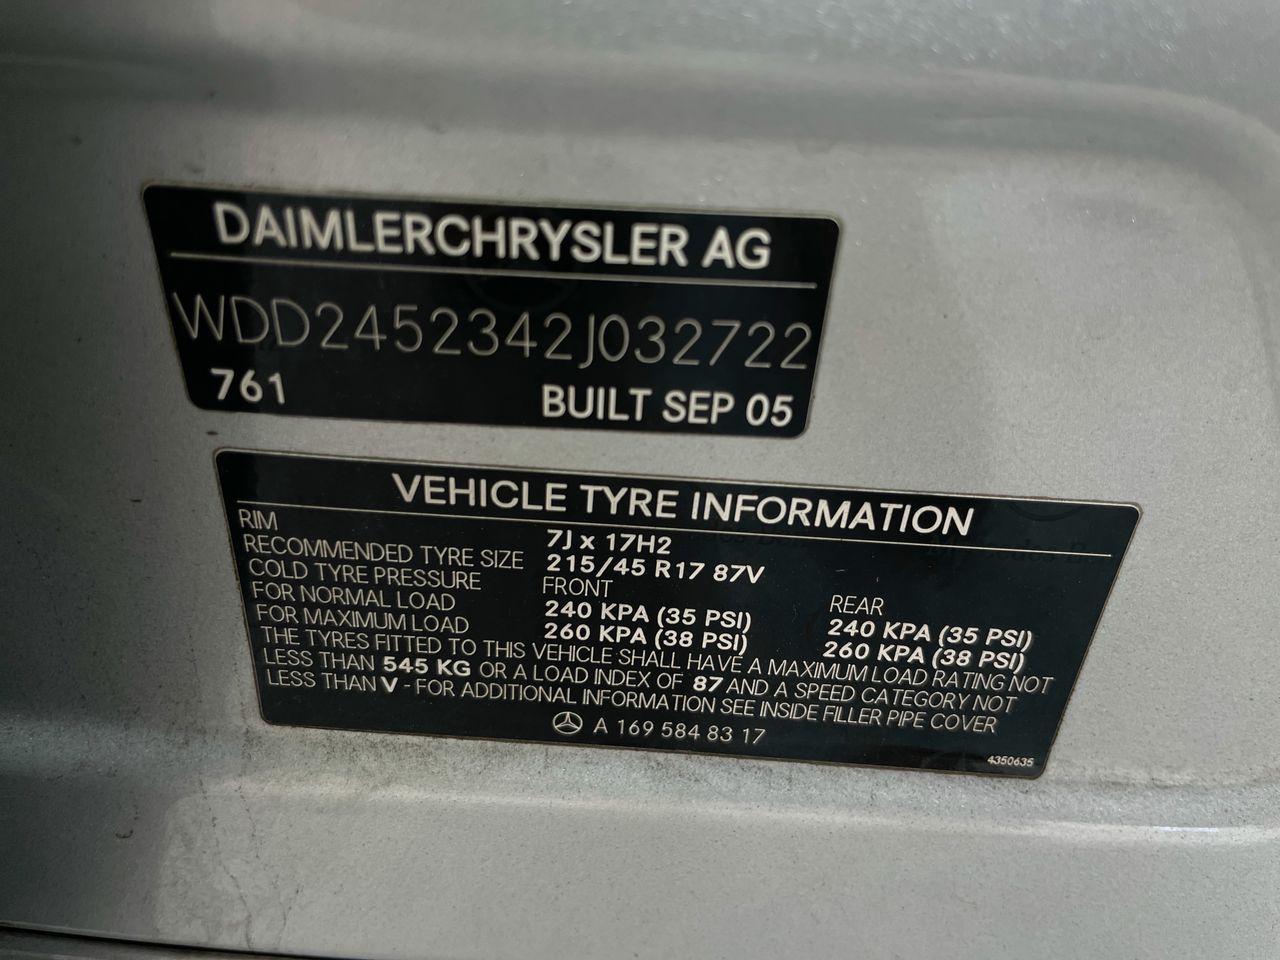 DAIMLERCHRYSLER AG
WDD2452342J032722
761 BUILT SEP 05
VEHICLE TYRE INFORMATION
RIM 7J x 17H2
RECOMMENDED TYRE SIZE 215/45 R17 87V
COLD TYRE PRESSURE FRONT REAR
FOR NORMAL LOAD 240 KPA (35 PSI) 240 KPA (35 PSI)
FOR MAXIMUM LOAD 260 KPA (38 PSI) 260 KPA (38 PSI)
THE TYRES FITTED TO THIS VEHICLE SHALL HAVE A MAXIMUM LOAD RATING NOT
LESS THAN 545 KG OR A LOAD INDEX OF 87 AND A SPEED CATEGORY NOT
LESS THAN V - FOR ADDITIONAL INFORMATION SEE INSIDE FILLER PIPE COVER
A 169 584 83 17
4350635